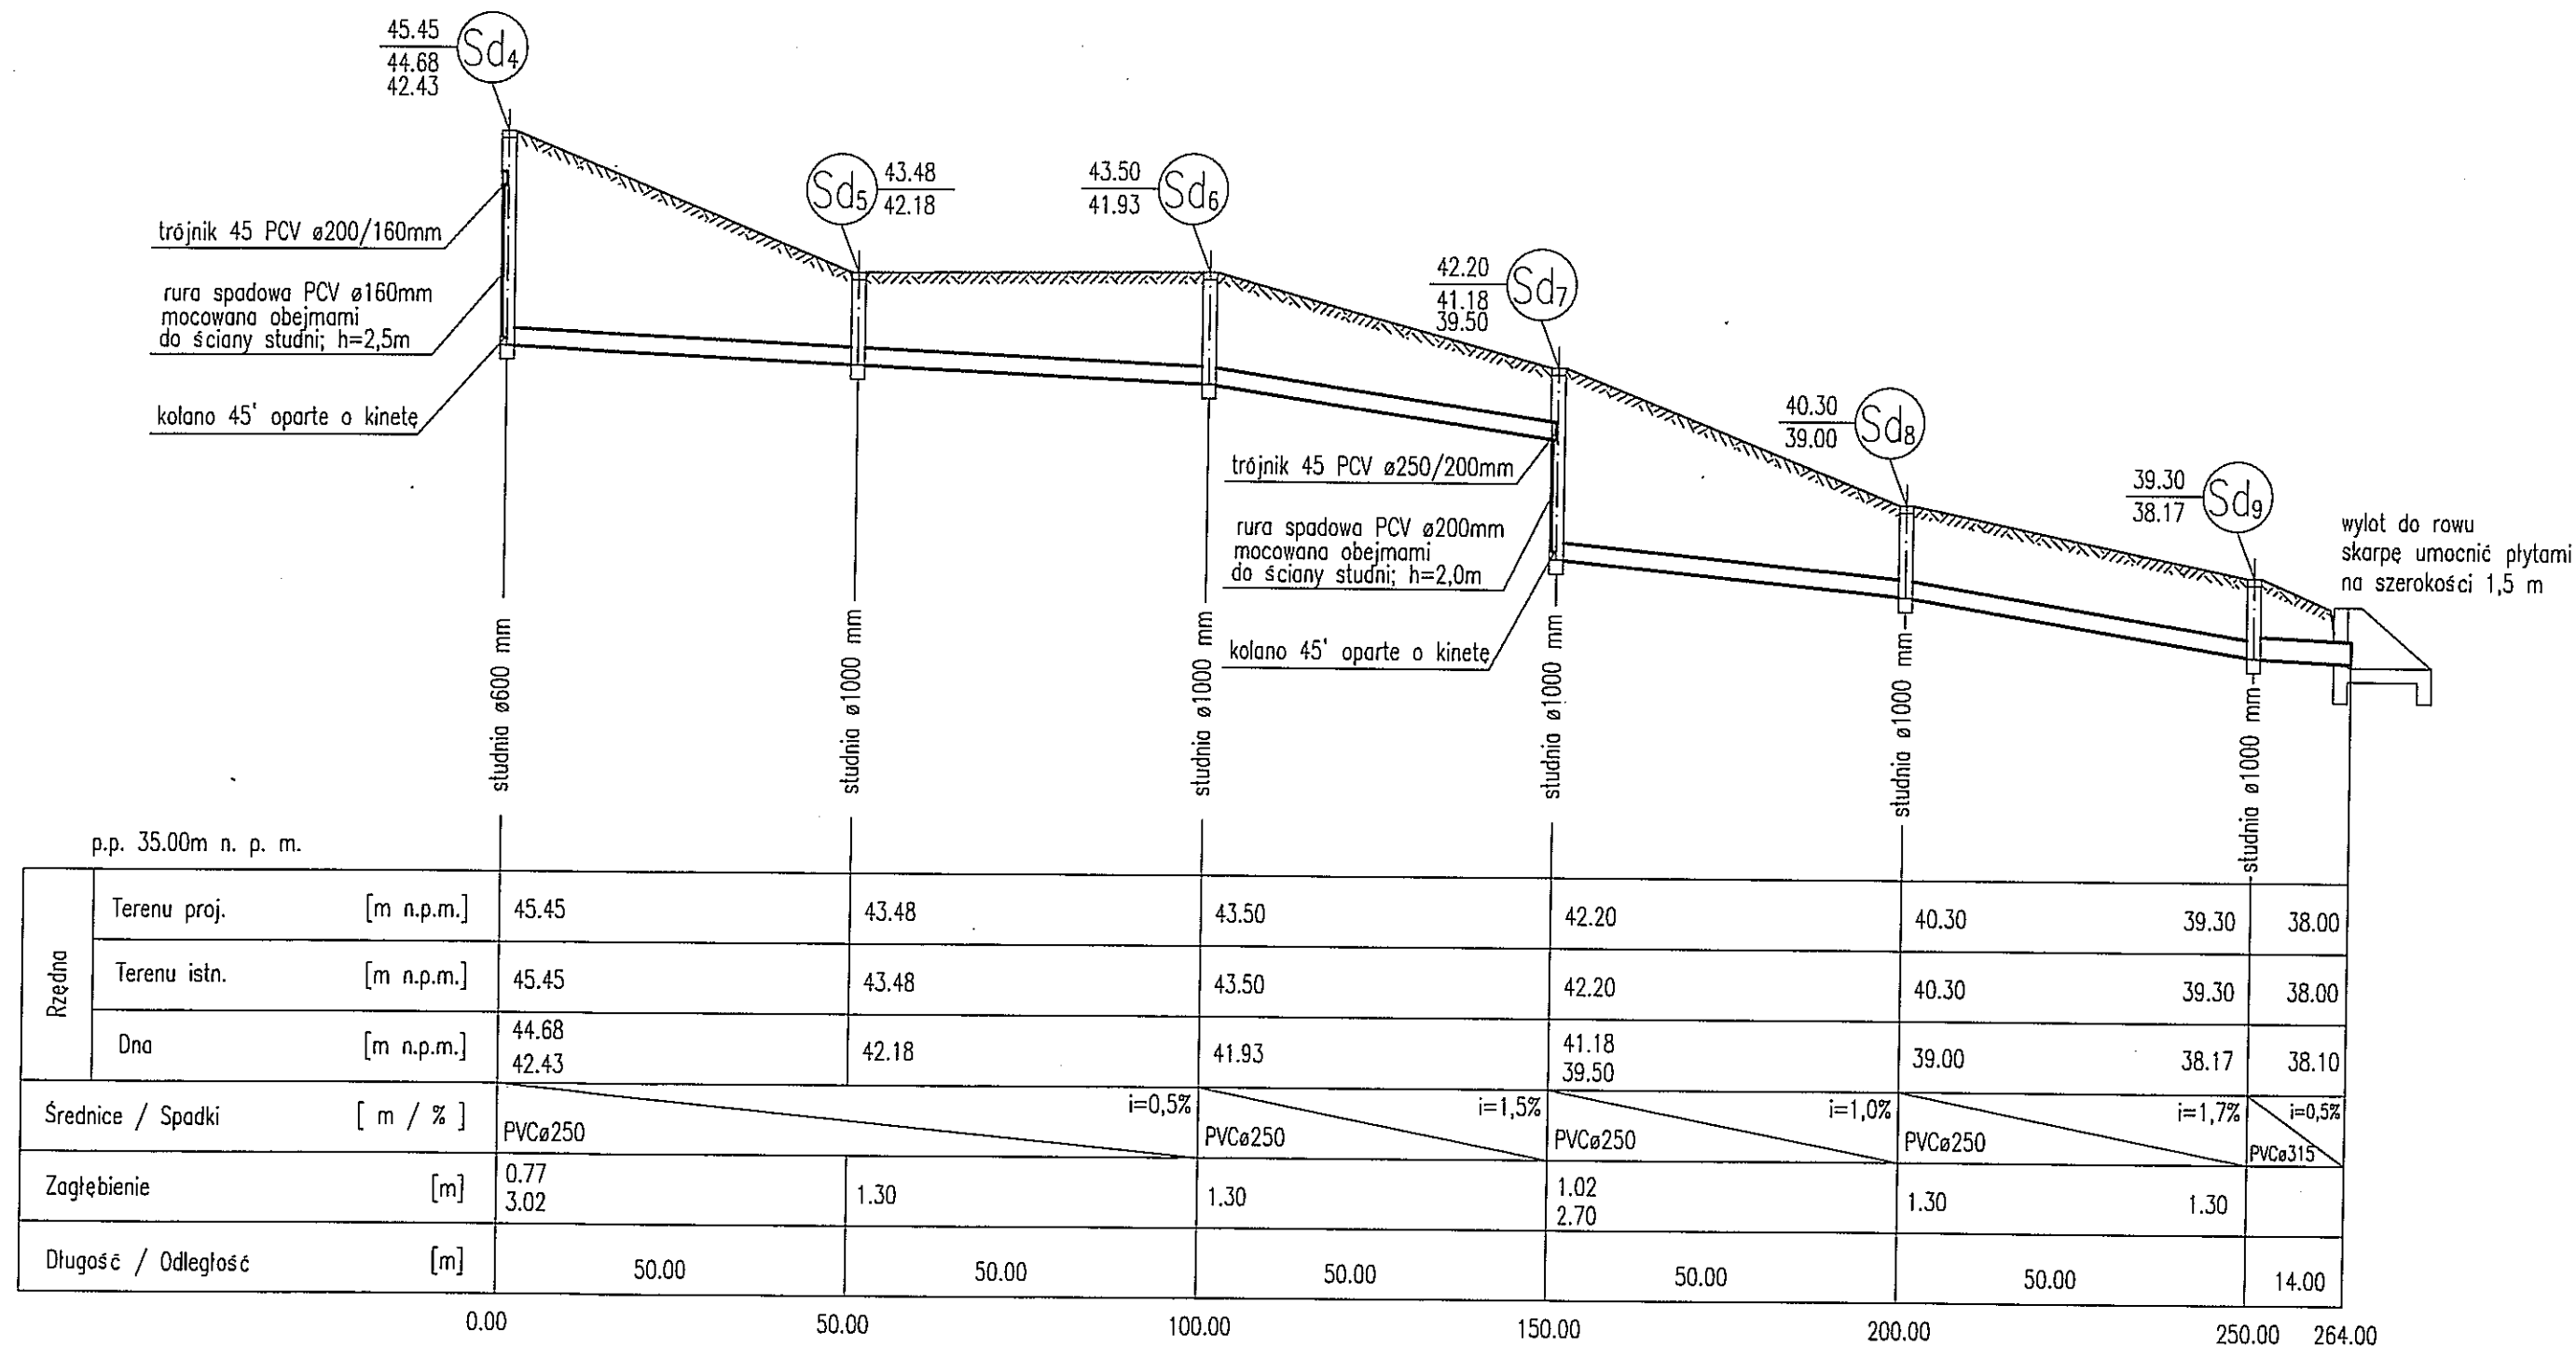 45.45
44.68
42.43
Sd4
trójnik 45 PCV ø200/160mm
rura spadowa PCV ø160mm
mocowana obejmami
do ściany studni; h=2,5m
kolano 45' oparte o kinetę
Sd5
43.48
42.18
43.50
41.93
Sd6
42.20
41.18
39.50
Sd7
trójnik 45 PCV ø250/200mm
rura spadowa PCV ø200mm
mocowana obejmami
do ściany studni; h=2,0m
kolano 45' oparte o kinetę
40.30
39.00
Sd8
39.30
38.17
Sd9
wylot do rowu
skarpę umocnić płytami
na szerokości 1,5 m
studnia ø600 mm
studnia ø1000 mm
studnia ø1000 mm
studnia ø1000 mm
studnia ø1000 mm
studnia ø1000 mm
p.p. 35.00m n. p. m.
Rzędna
Terenu proj. [m n.p.m.] 45.45 43.48 43.50 42.20 40.30 39.30 38.00
Terenu istn. [m n.p.m.] 45.45 43.48 43.50 42.20 40.30 39.30 38.00
Dna [m n.p.m.] 44.68 42.43 42.18 41.93 41.18 39.50 39.00 38.17 38.10
Średnice / Spadki [ m / % ]
i=0,5% i=1,5% i=1,0% i=1,7% i=0,5%
PVCø250 PVCø250 PVCø250 PVCø250 PVCø315
Zagłębienie [m] 0.77 3.02 1.30 1.30 1.02 2.70 1.30 1.30
Długość / Odległość [m] 50.00 50.00 50.00 50.00 50.00 14.00
0.00 50.00 100.00 150.00 200.00 250.00 264.00